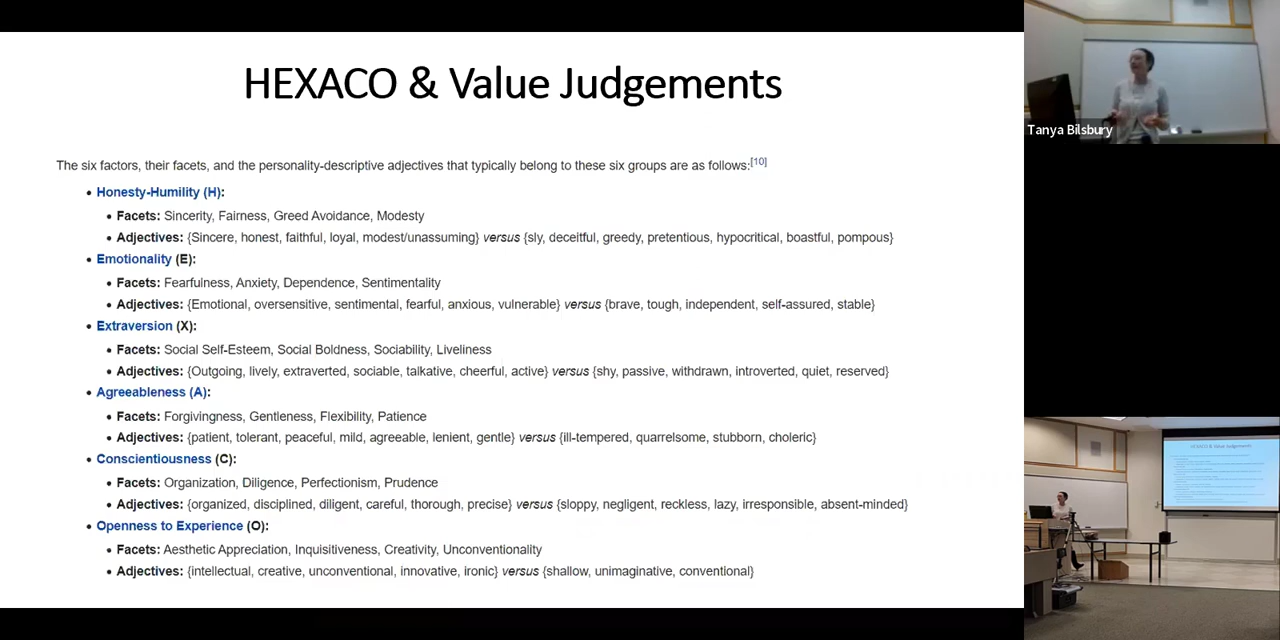 HEXACO & Value Judgements
The six factors, their facets, and the personality-descriptive adjectives that typically belong to these six groups are as follows:[10]
• Honesty-Humility (H):
• Facets: Sincerity, Fairness, Greed Avoidance, Modesty
• Adjectives: {Sincere, honest, faithful, loyal, modest/unassuming} versus {sly, deceitful, greedy, pretentious, hypocritical, boastful, pompous}
• Emotionality (E):
• Facets: Fearfulness, Anxiety, Dependence, Sentimentality
• Adjectives: {Emotional, oversensitive, sentimental, fearful, anxious, vulnerable} versus {brave, tough, independent, self-assured, stable}
• Extraversion (X):
• Facets: Social Self-Esteem, Social Boldness, Sociability, Liveliness
• Adjectives: {Outgoing, lively, extraverted, sociable, talkative, cheerful, active} versus {shy, passive, withdrawn, introverted, quiet, reserved}
• Agreeableness (A):
• Facets: Forgivingness, Gentleness, Flexibility, Patience
• Adjectives: {patient, tolerant, peaceful, mild, agreeable, lenient, gentle} versus {ill-tempered, quarrelsome, stubborn, choleric}
• Conscientiousness (C):
• Facets: Organization, Diligence, Perfectionism, Prudence
• Adjectives: {organized, disciplined, diligent, careful, thorough, precise} versus {sloppy, negligent, reckless, lazy, irresponsible, absent-minded}
• Openness to Experience (O):
• Facets: Aesthetic Appreciation, Inquisitiveness, Creativity, Unconventionality
• Adjectives: {intellectual, creative, unconventional, innovative, ironic} versus {shallow, unimaginative, conventional}
Tanya Bilsbury
HEXACO & Value Judgements